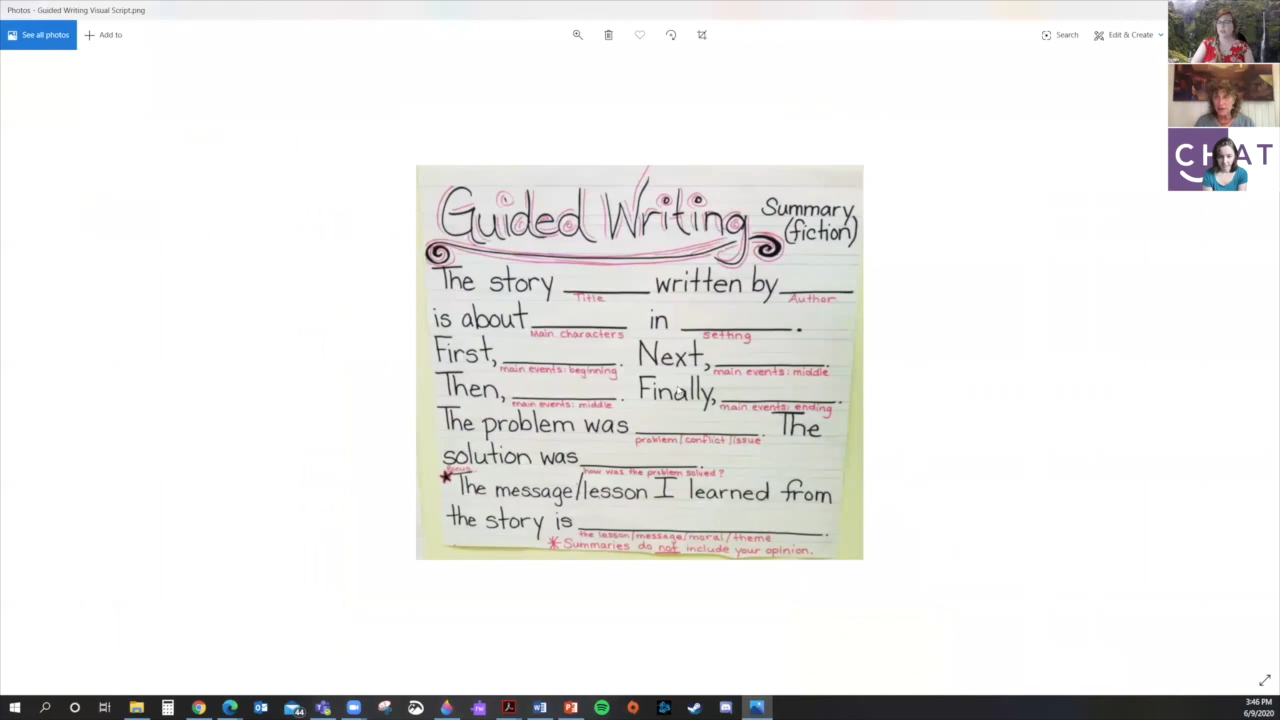 Photos - Guided Writing Visual Script.png
See all photos
Add to
Search
Edit & Create
CHAT
Guided Writing
Summary
(fiction)
The story ______ written by ______
Title
Author
is about ______ in ______.
Main characters
setting
First, ______. Next, ______.
main events: beginning
main events: middle
Then, ______. Finally, ______.
main events: middle
main events: ending
The problem was ______. The
problem/conflict/issue
solution was ______.
how was the problem solved?
Focus
*The message/lesson I learned from
the story is ______.
the lesson/message/moral/theme
*Summaries do not include your opinion.
44
3:46 PM
6/9/2020